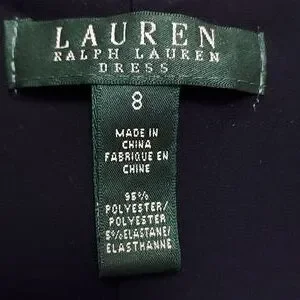 LAUREN
RALPH LAUREN
DRESS
8
MADE IN
CHINA
FABRIQUE EN
CHINE
95%
POLYESTER/
POLYESTER
5%ELASTANE/
ELASTHANNE